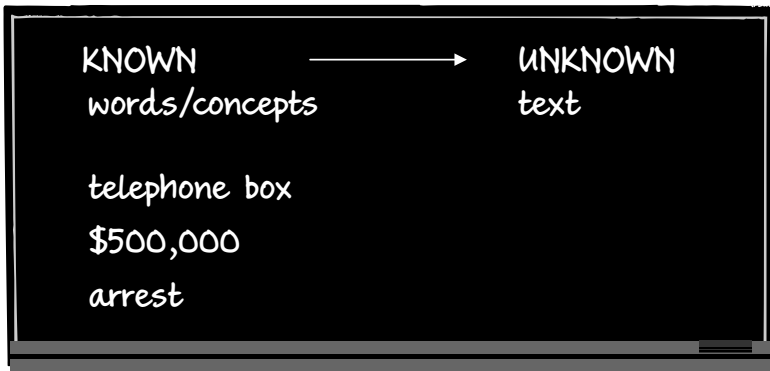 KNOWN → UNKNOWN
words/concepts text
telephone box
$500,000
arrest